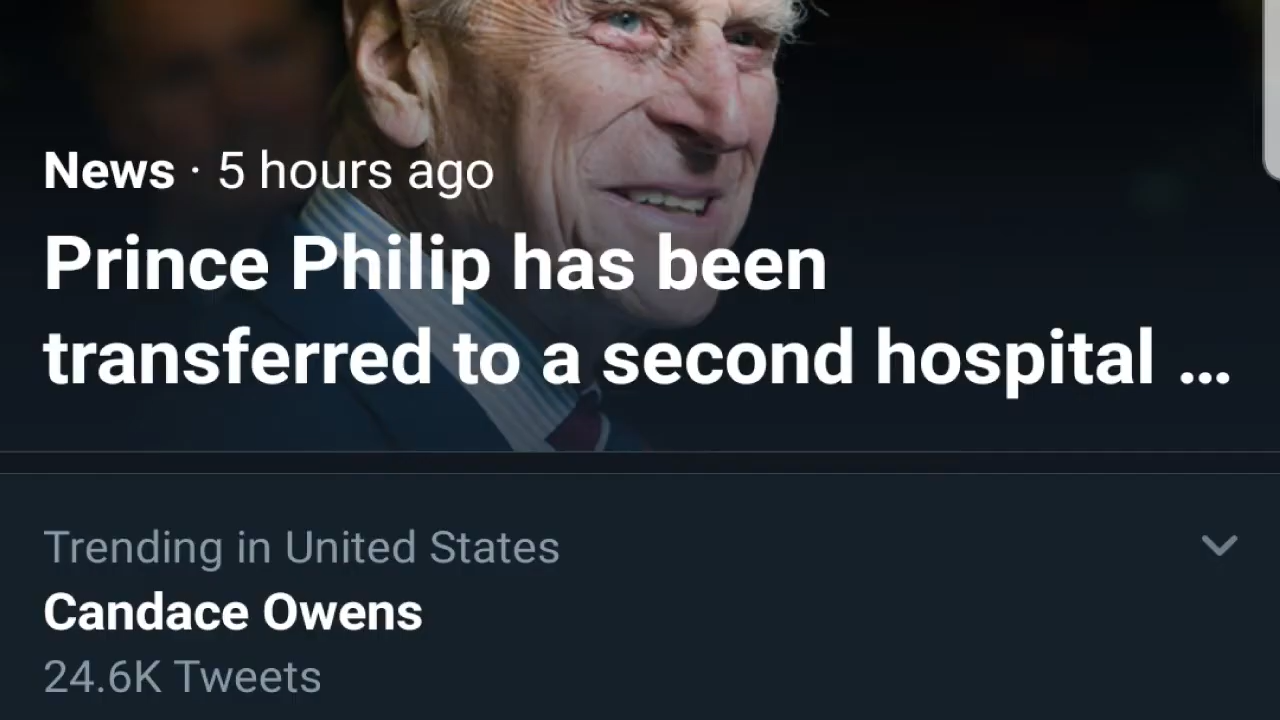 News · 5 hours ago
Prince Philip has been
transferred to a second hospital ...
Trending in United States
Candace Owens
24.6K Tweets